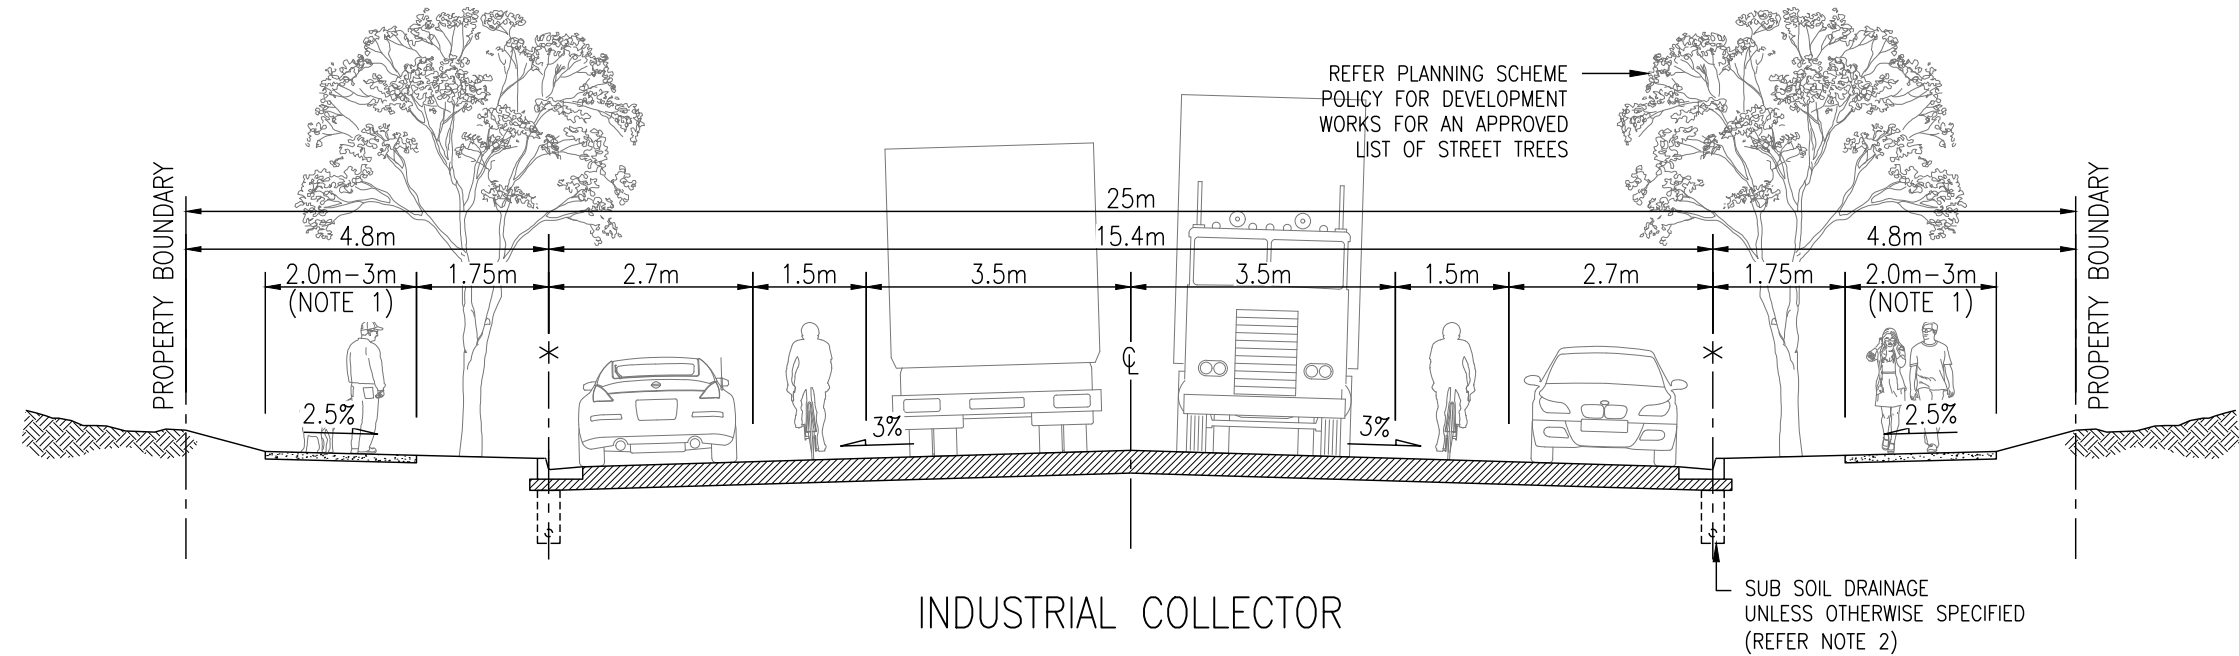 REFER PLANNING SCHEME
POLICY FOR DEVELOPMENT
WORKS FOR AN APPROVED
LIST OF STREET TREES
PROPERTY BOUNDARY
PROPERTY BOUNDARY
25m
4.8m 15.4m 4.8m
2.0m-3m 1.75m 2.7m 1.5m 3.5m 3.5m 1.5m 2.7m 1.75m 2.0m-3m
(NOTE 1) (NOTE 1)
℄
2.5% 3% 3% 2.5%
S S
INDUSTRIAL COLLECTOR
SUB SOIL DRAINAGE
UNLESS OTHERWISE SPECIFIED
(REFER NOTE 2)